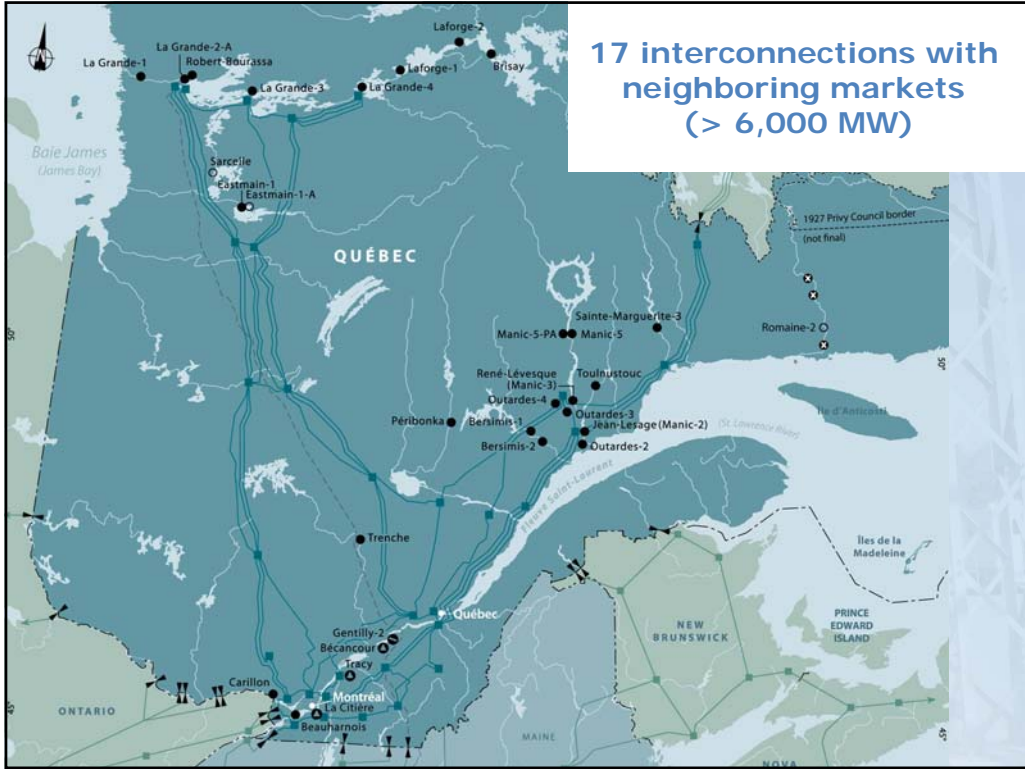 17 interconnections with
neighboring markets
(> 6,000 MW)
Laforge-2
La Grande-2-A
Robert-Bourassa
La Grande-1
Laforge-1
Brisay
La Grande-3
La Grande-4
Baie James
(James Bay)
Sarcelle
Eastmain-1
Eastmain-1-A
1927 Privy Council border
(not final)
QUÉBEC
Sainte-Marguerite-3
Romaine-2
50°
Manic-5-PA
Manic-5
50°
René-Lévesque
(Manic-3)
Toulnustouc
Outardes-4
Île d'Anticosti
Péribonka
Bersimis-1
Outardes-3
Jean-Lesage (Manic-2)
(St. Lawrence River)
Bersimis-2
Outardes-2
Fleuve Saint-Laurent
Trenche
Îles de la
Madeleine
Québec
PRINCE
EDWARD
ISLAND
NEW
BRUNSWICK
Gentilly-2
Bécancour
Tracy
Carillon
Montréal
La Citière
ONTARIO
45°
Beauharnois
MAINE
45°
NOVA